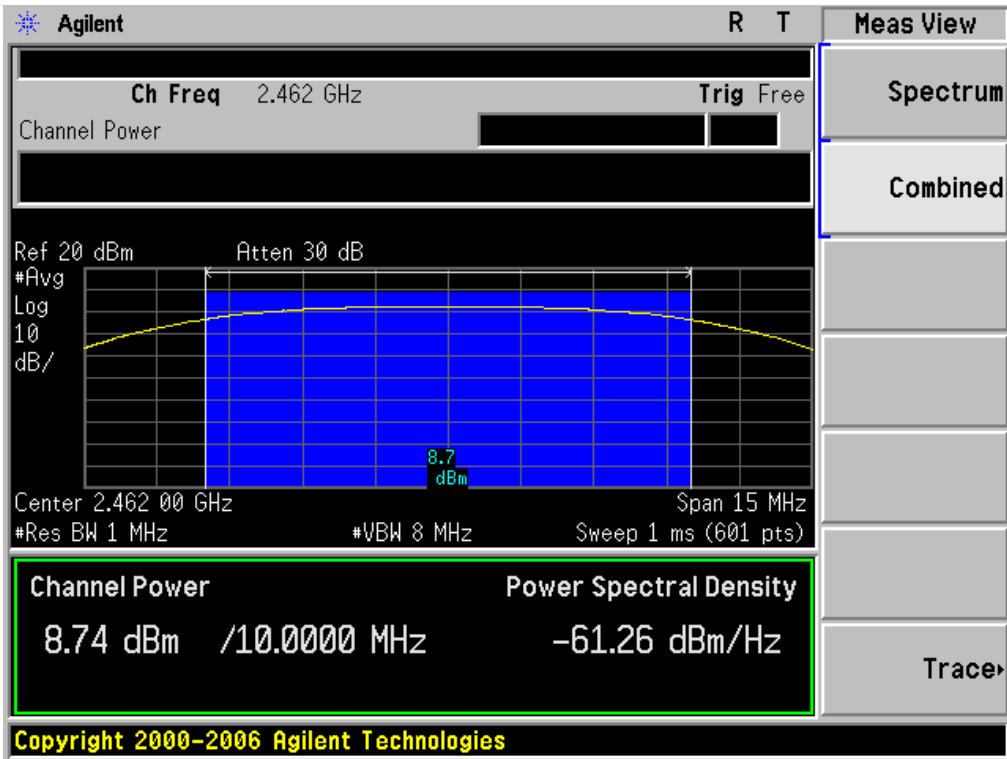 Agilent R T Meas View
Ch Freq 2.462 GHz Trig Free
Channel Power
Spectrum
Combined
Ref 20 dBm Atten 30 dB
#Avg
Log
10
dB/
8.7
dBm
Center 2.462 00 GHz Span 15 MHz
#Res BW 1 MHz #VBW 8 MHz Sweep 1 ms (601 pts)
Channel Power Power Spectral Density
8.74 dBm /10.0000 MHz -61.26 dBm/Hz
Trace
Copyright 2000-2006 Agilent Technologies